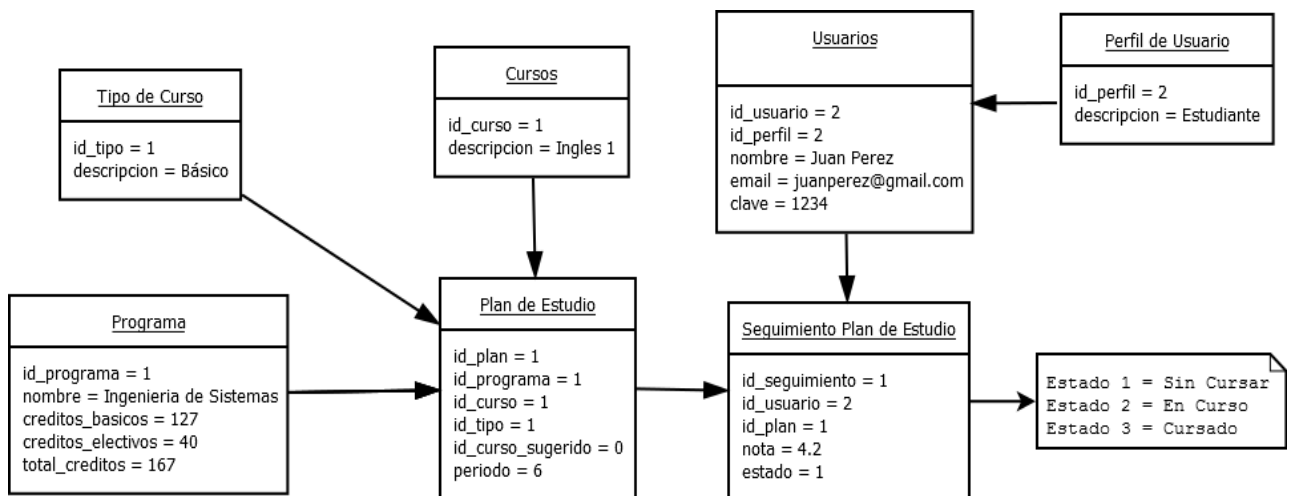 Tipo de Curso
id_tipo = 1
descripcion = Básico
Cursos
id_curso = 1
descripcion = Ingles 1
Usuarios
id_usuario = 2
id_perfil = 2
nombre = Juan Perez
email = juanperez@gmail.com
clave = 1234
Perfil de Usuario
id_perfil = 2
descripcion = Estudiante
Programa
id_programa = 1
nombre = Ingenieria de Sistemas
creditos_basicos = 127
creditos_electivos = 40
total_creditos = 167
Plan de Estudio
id_plan = 1
id_programa = 1
id_curso = 1
id_tipo = 1
id_curso_sugerido = 0
periodo = 6
Seguimiento Plan de Estudio
id_seguimiento = 1
id_usuario = 2
id_plan = 1
nota = 4.2
estado = 1
Estado 1 = Sin Cursar
Estado 2 = En Curso
Estado 3 = Cursado